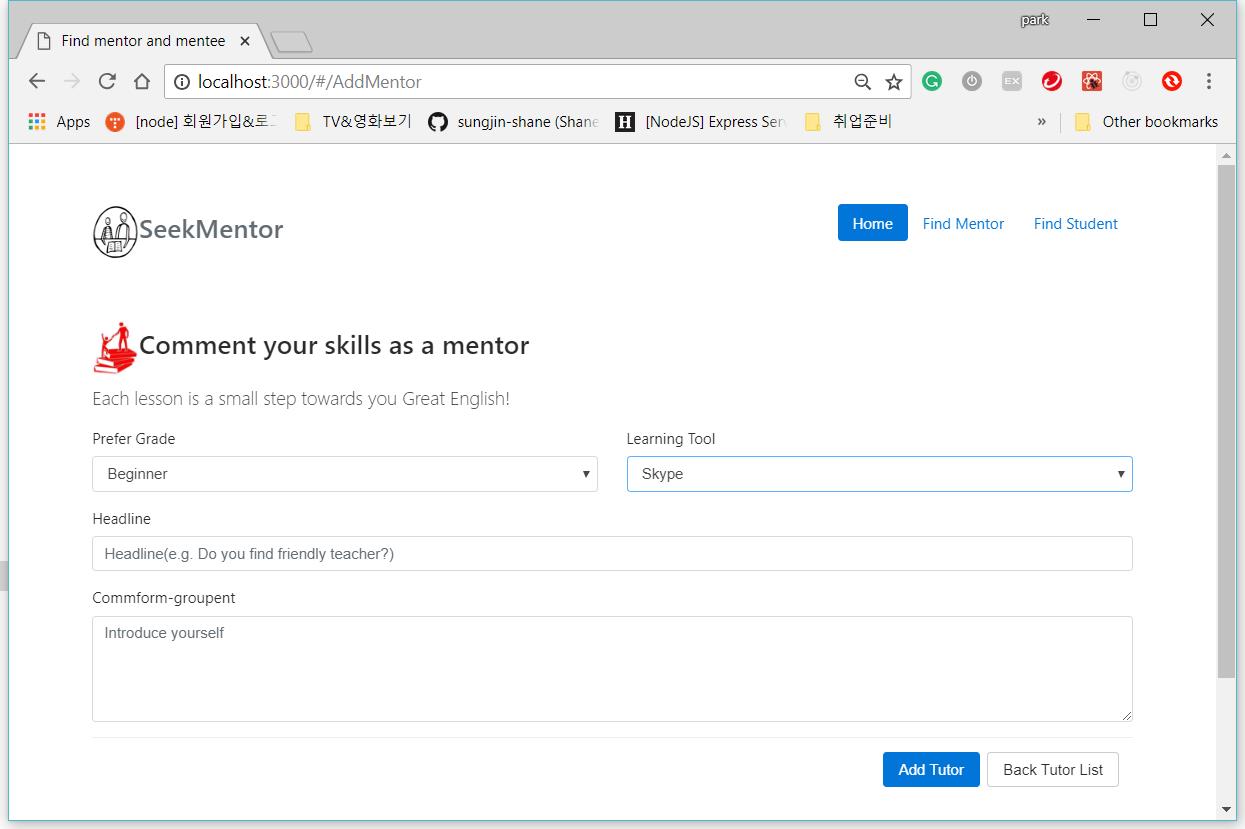 park
Find mentor and mentee
localhost:3000/#/AddMentor
EX
Apps [node] 회원가입&로그 TV&영화보기 sungjin-shane (Shane H [NodeJS] Express Ser 취업준비 » Other bookmarks
SeekMentor Home Find Mentor Find Student
Comment your skills as a mentor
Each lesson is a small step towards you Great English!
Prefer Grade Learning Tool
Beginner Skype
Headline
Headline(e.g. Do you find friendly teacher?)
Commform-groupent
Introduce yourself
Add Tutor Back Tutor List